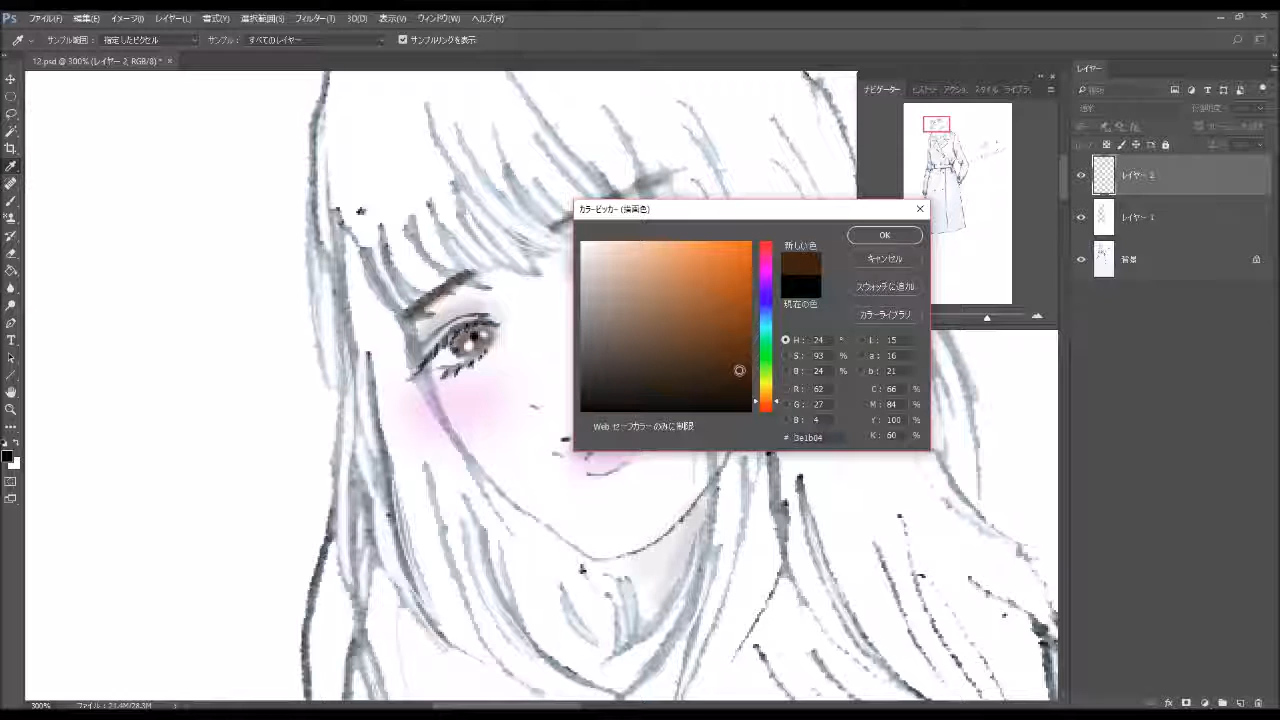 Ps ファイル(F) 編集(E) イメージ(I) レイヤー(L) 書式(Y) 選択範囲(S) フィルター(T) 3D(D) 表示(V) ウィンドウ(W) ヘルプ(H)
サンプル範囲: 指定したピクセル サンプル: すべてのレイヤー サンプルリングを表示
12.psd @ 300% (レイヤー 2, RGB/8) * ×
ナビゲーター
スタイル
レイヤー
通常
レイヤー 2
レイヤー 1
背景
カラーピッカー (描画色)
新しい色
現在の色
OK
キャンセル
スウォッチに追加
カラーライブラリ
H: 24 °
S: 93 %
B: 24 %
R: 62
G: 27
B: 4
# 3e1b04
L: 15
a: 16
b: 21
C: 66 %
M: 84 %
Y: 100 %
K: 60 %
Web セーフカラーのみに制限
300%